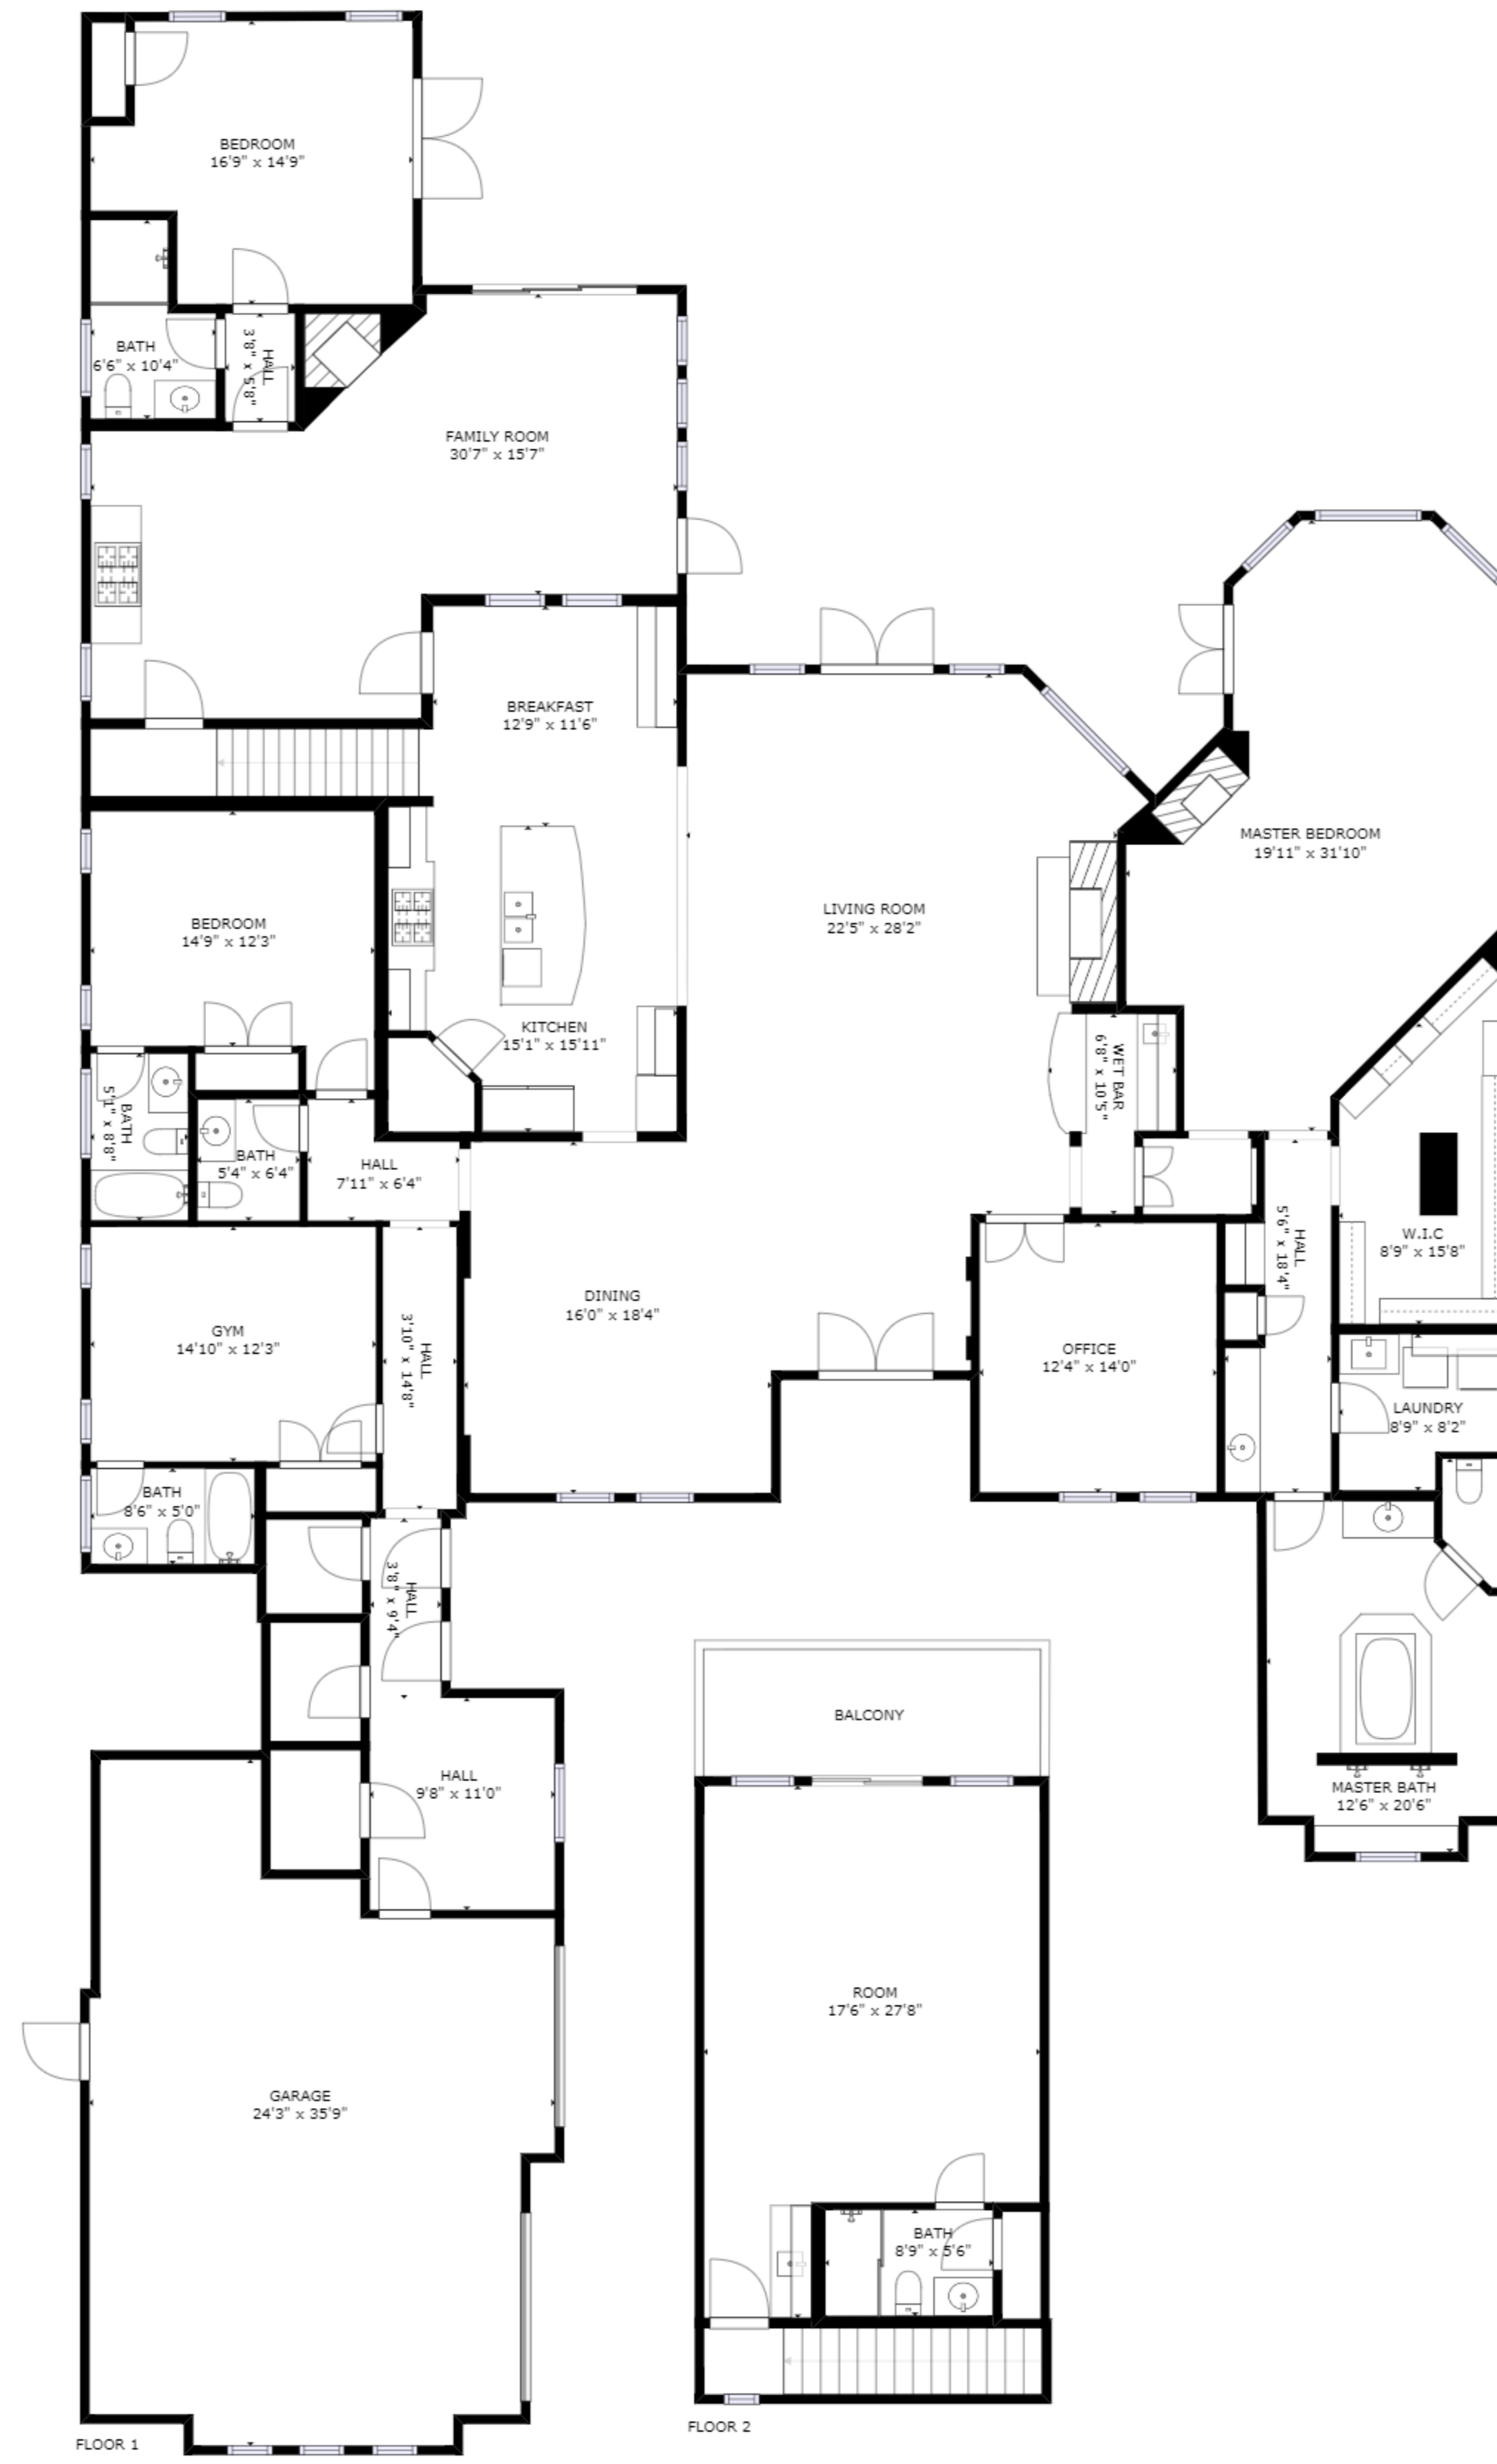 BEDROOM
16'9" x 14'9"
BATH
6'6" x 10'4"
HALL
3'8" x 5'8"
FAMILY ROOM
30'7" x 15'7"
BREAKFAST
12'9" x 11'6"
MASTER BEDROOM
19'11" x 31'10"
BEDROOM
14'9" x 12'3"
LIVING ROOM
22'5" x 28'2"
KITCHEN
15'1" x 15'11"
WET BAR
6'8" x 10'5"
BATH
5'1" x 8'8"
BATH
5'4" x 6'4"
HALL
7'11" x 6'4"
HALL
5'6" x 18'4"
W.I.C
8'9" x 15'8"
DINING
16'0" x 18'4"
GYM
14'10" x 12'3"
HALL
3'10" x 14'8"
OFFICE
12'4" x 14'0"
LAUNDRY
8'9" x 8'2"
BATH
8'6" x 5'0"
HALL
3'8" x 9'4"
BALCONY
HALL
9'8" x 11'0"
MASTER BATH
12'6" x 20'6"
ROOM
17'6" x 27'8"
GARAGE
24'3" x 35'9"
BATH
8'9" x 5'6"
FLOOR 2
FLOOR 1